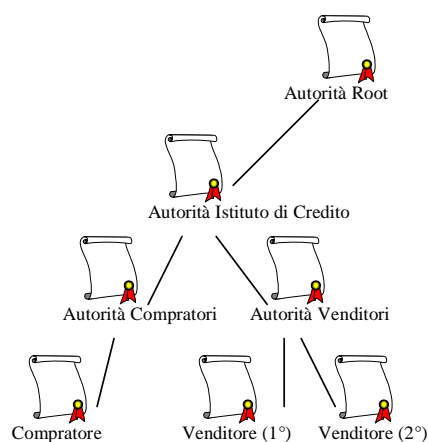 Autorità Root
Autorità Istituto di Credito
Autorità Compratori Autorità Venditori
Compratore Venditore (1°) Venditore (2°)